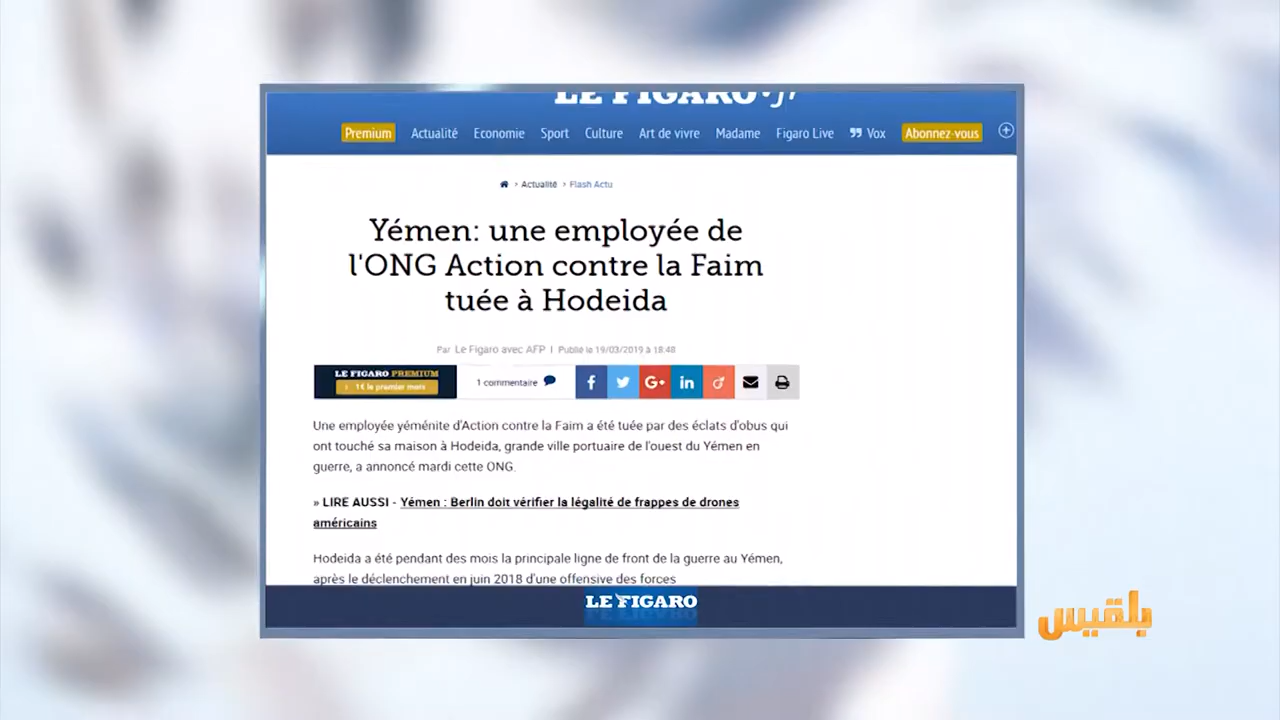 LE FIGARO.fr
Premium Actualité Economie Sport Culture Art de vivre Madame Figaro Live Vox Abonnez-vous
> Actualité > Flash Actu
Yémen: une employée de
l'ONG Action contre la Faim
tuée à Hodeida
Par Le Figaro avec AFP | Publié le 19/03/2019 à 18:48
LE FIGARO PREMIUM
1€ le premier mois
1 commentaire
Une employée yéménite d'Action contre la Faim a été tuée par des éclats d'obus qui
ont touché sa maison à Hodeida, grande ville portuaire de l'ouest du Yémen en
guerre, a annoncé mardi cette ONG.
» LIRE AUSSI - Yémen : Berlin doit vérifier la légalité de frappes de drones
américains
Hodeida a été pendant des mois la principale ligne de front de la guerre au Yémen,
après le déclenchement en juin 2018 d'une offensive des forces
LE FIGARO
بلقيس